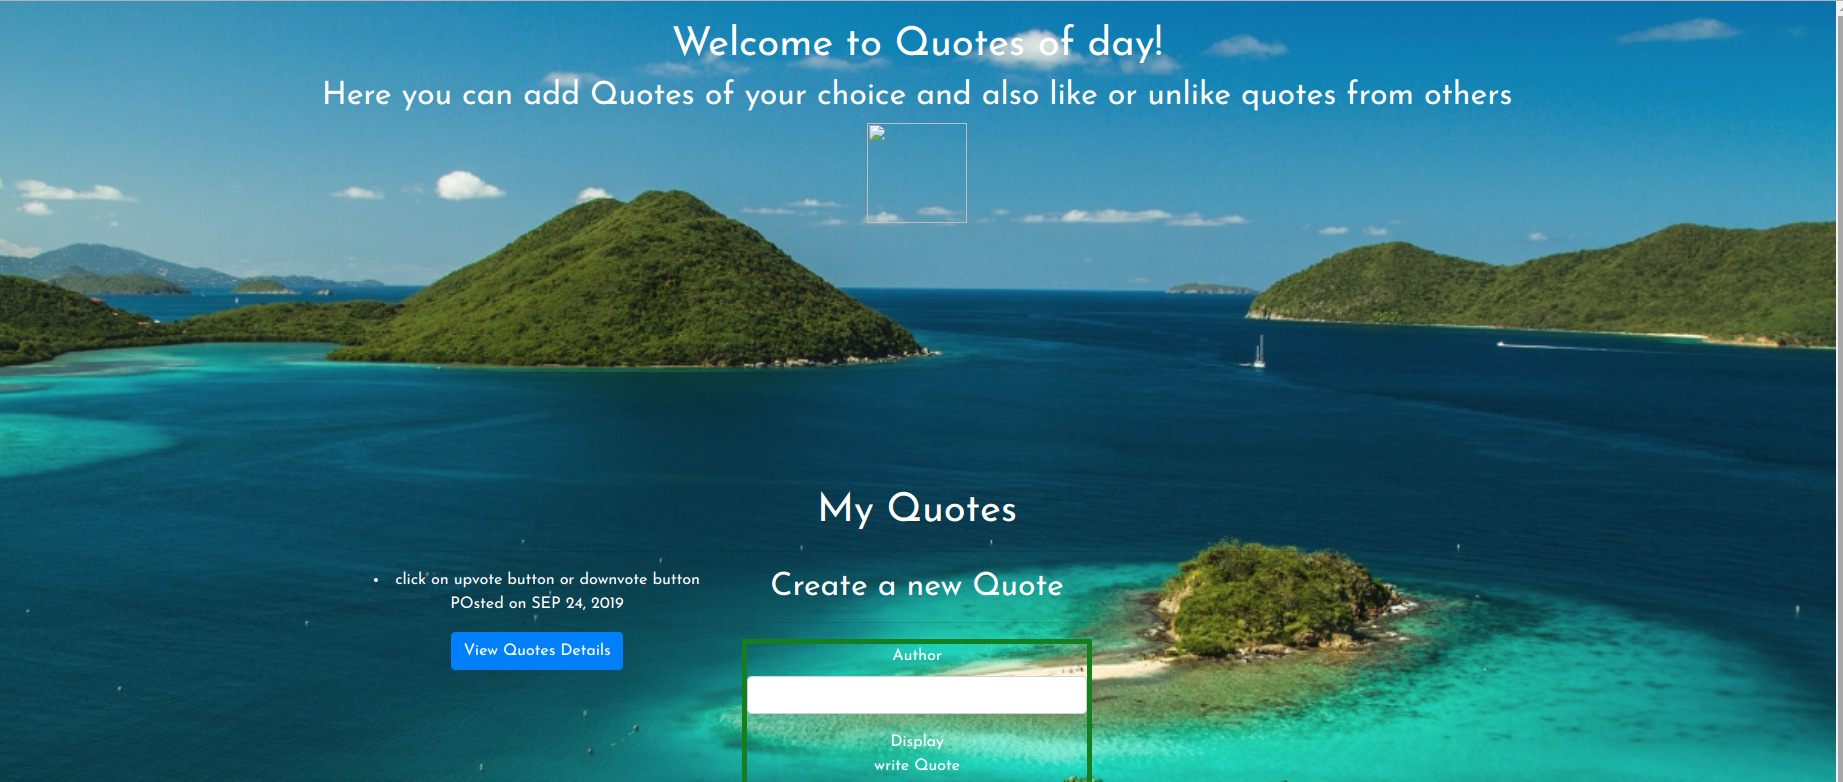 Welcome to Quotes of day!
Here you can add Quotes of your choice and also like or unlike quotes from others
My Quotes
click on upvote button or downvote button
POsted on SEP 24, 2019
View Quotes Details
Create a new Quote
Author
Display
write Quote